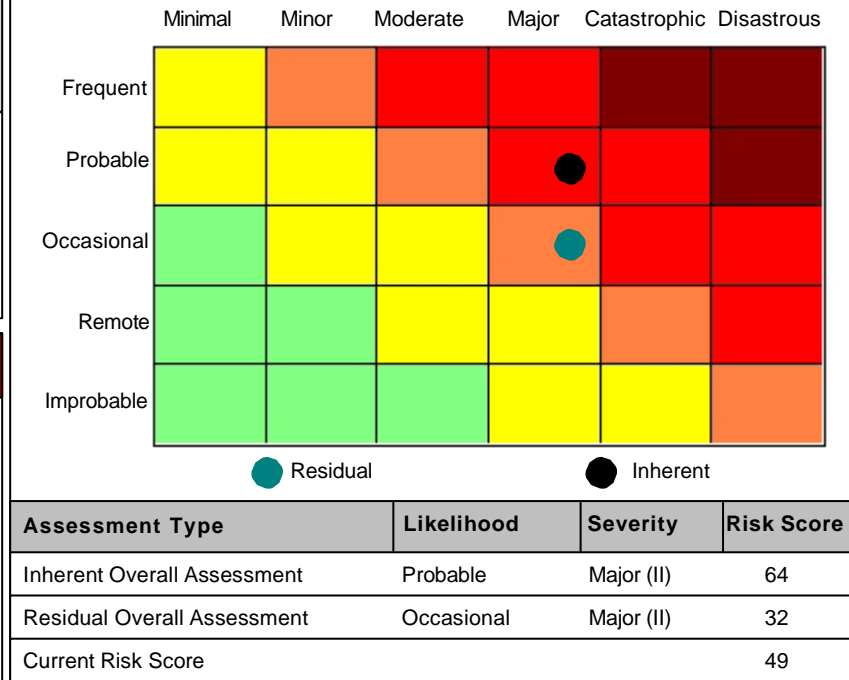 Minimal Minor Moderate Major Catastrophic Disastrous
Frequent
Probable
Occasional
Remote
Improbable
Residual Inherent
Assessment Type Likelihood Severity Risk Score
Inherent Overall Assessment Probable Major (II) 64
Residual Overall Assessment Occasional Major (II) 32
Current Risk Score 49